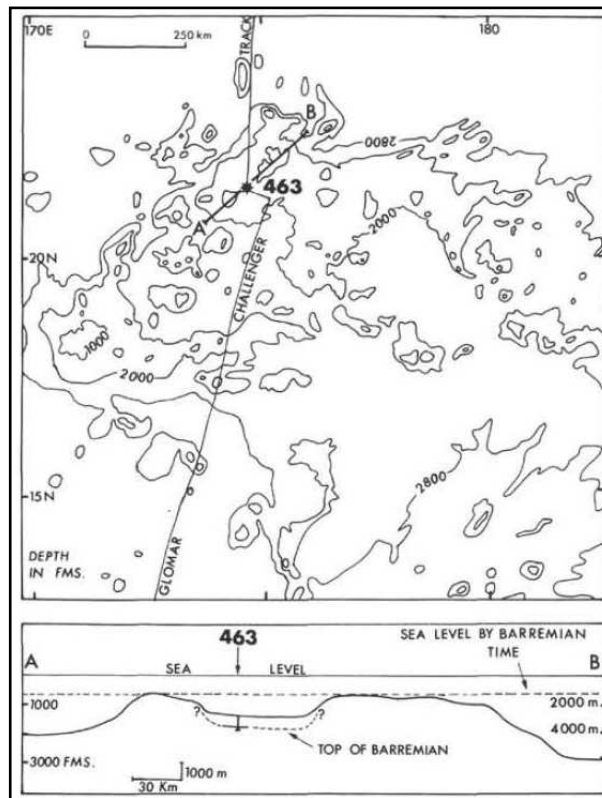 170E
180
0
250 km
TRACK
B
2800
463
A
2000
20N
CHALLENGER
1000
2000
15N
2800
DEPTH
IN FMS.
GLOMAR
463
SEA LEVEL BY BARREMIAN
TIME
A
SEA
LEVEL
B
1000
?
?
2000 m.
4000 m.
TOP OF BARREMIAN
3000 FMS.
1000 m
30 Km